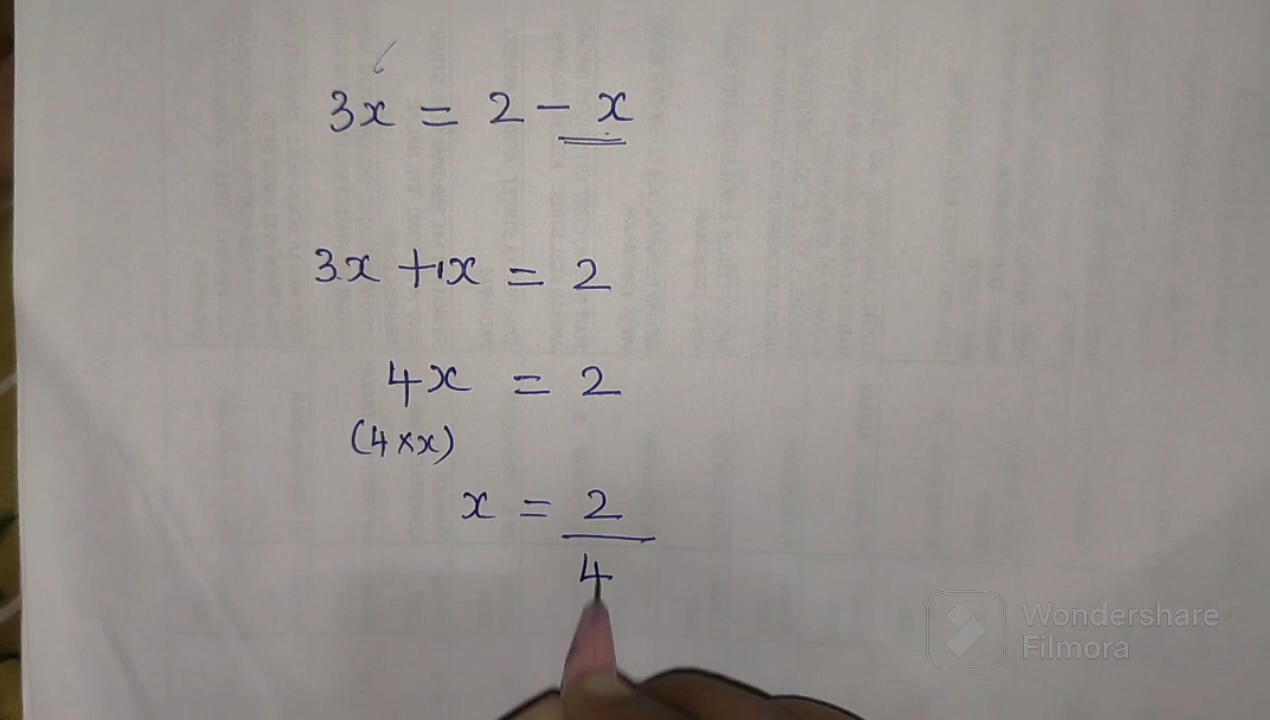 3x = 2 - x
3x + 1x = 2
4x = 2
(4×x)
x = 2
4
Wondershare
Filmora